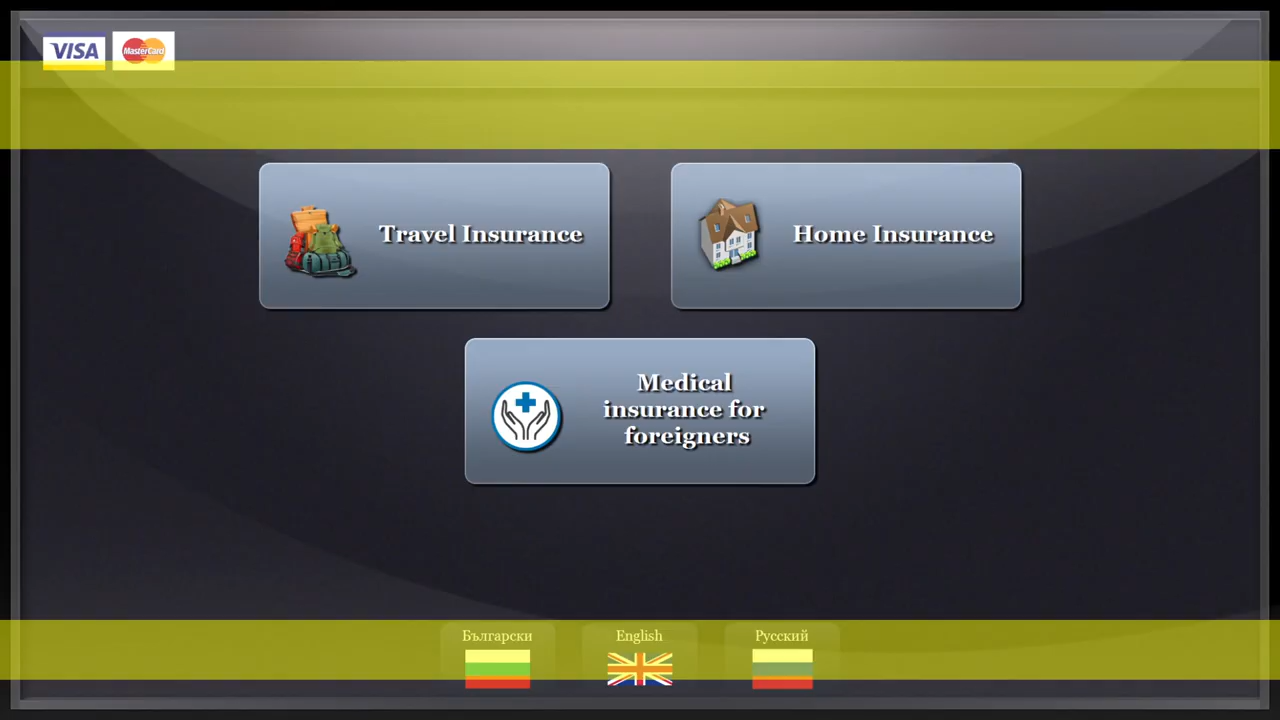 VISA
MasterCard
Travel Insurance
Home Insurance
Medical
insurance for
foreigners
Български
English
Русский